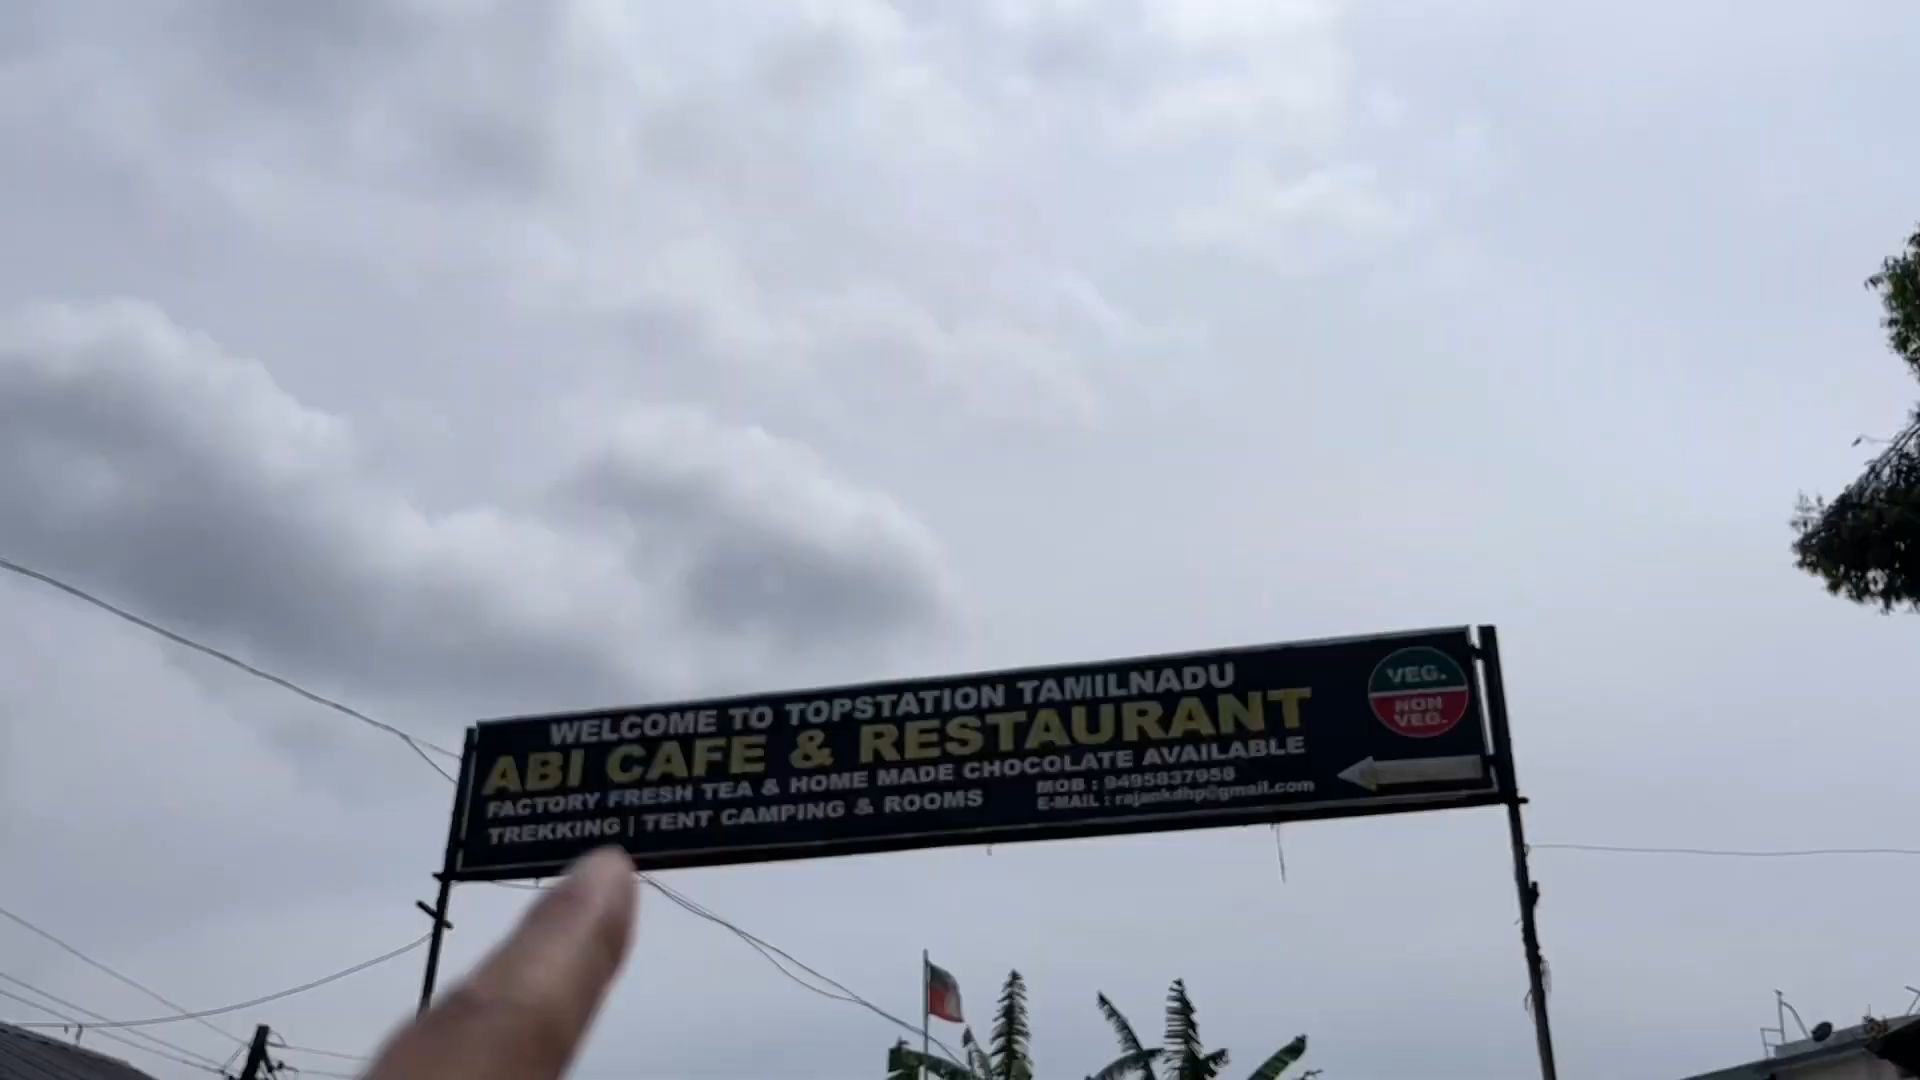 WELCOME TO TOPSTATION TAMILNADU
ABI CAFE & RESTAURANT
FACTORY FRESH TEA & HOME MADE CHOCOLATE AVAILABLE
TREKKING | TENT CAMPING & ROOMS
MOB : 9495837958
E-MAIL : rajankdhp@gmail.com
VEG.
NON
VEG.